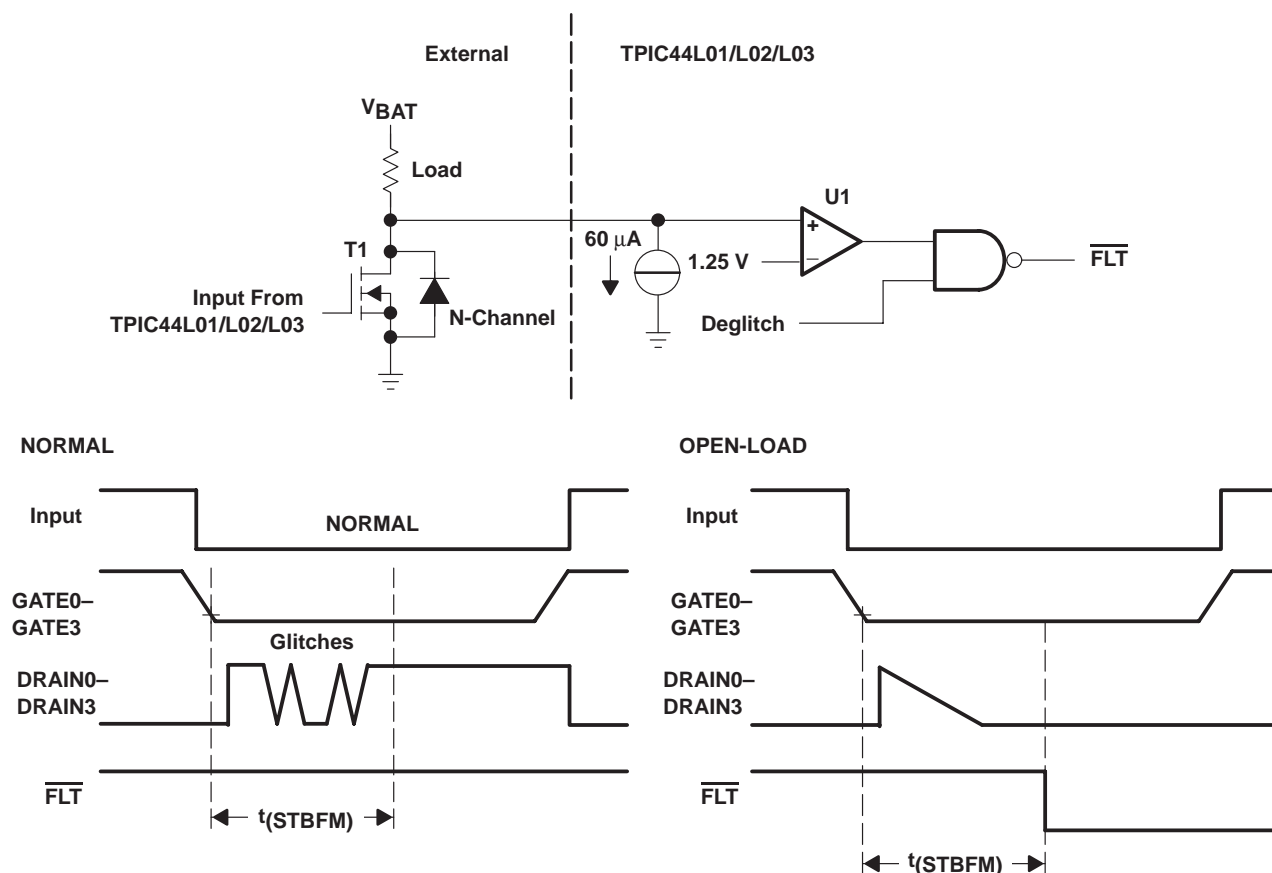 External
TPIC44L01/L02/L03
VBAT
Load
U1
+
T1
60 μA
1.25 V
−
FLT
Input From
TPIC44L01/L02/L03
N-Channel
Deglitch
NORMAL
Input
NORMAL
GATE0–
GATE3
Glitches
DRAIN0–
DRAIN3
FLT
t(STBFM)
OPEN-LOAD
Input
GATE0–
GATE3
DRAIN0–
DRAIN3
FLT
t(STBFM)